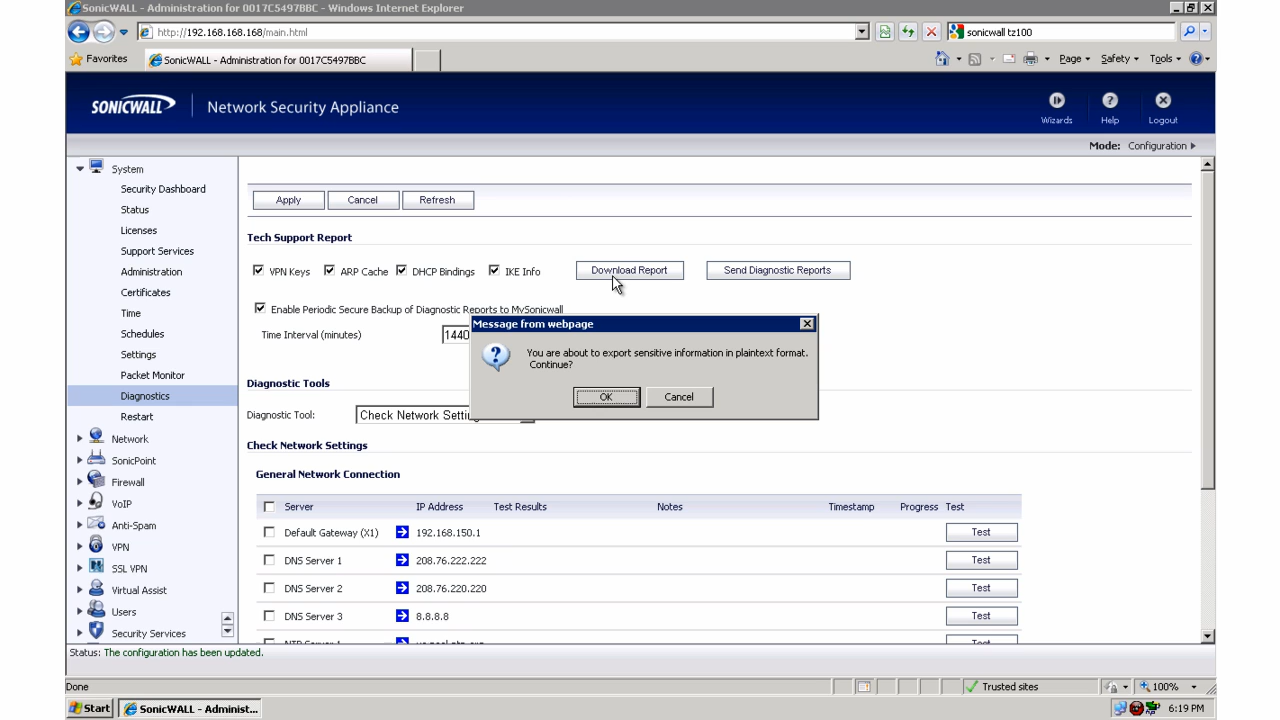 SonicWALL - Administration for 0017C5497BBC - Windows Internet Explorer
http://192.168.168.168/main.html
sonicwall tz100
Favorites
SonicWALL - Administration for 0017C5497BBC
Page
Safety
Tools
SONICWALL
Network Security Appliance
Wizards
Help
Logout
Mode: Configuration
System
Security Dashboard
Status
Licenses
Support Services
Administration
Certificates
Time
Schedules
Settings
Packet Monitor
Diagnostics
Restart
Network
SonicPoint
Firewall
VoIP
Anti-Spam
VPN
SSL VPN
Virtual Assist
Users
Security Services
Apply
Cancel
Refresh
Tech Support Report
VPN Keys
ARP Cache
DHCP Bindings
IKE Info
Download Report
Send Diagnostic Reports
Enable Periodic Secure Backup of Diagnostic Reports to MySonicwall
Time Interval (minutes)
1440
Message from webpage
You are about to export sensitive information in plaintext format.
Continue?
OK
Cancel
Diagnostic Tools
Diagnostic Tool:
Check Network
Check Network Settings
General Network Connection
Server IP Address Test Results Notes Timestamp Progress Test
Default Gateway (X1) 192.168.150.1 Test
DNS Server 1 208.76.222.222 Test
DNS Server 2 208.76.220.220 Test
DNS Server 3 8.8.8.8 Test
Status: The configuration has been updated.
Done
Trusted sites
100%
Start
SonicWALL - Administ...
6:19 PM